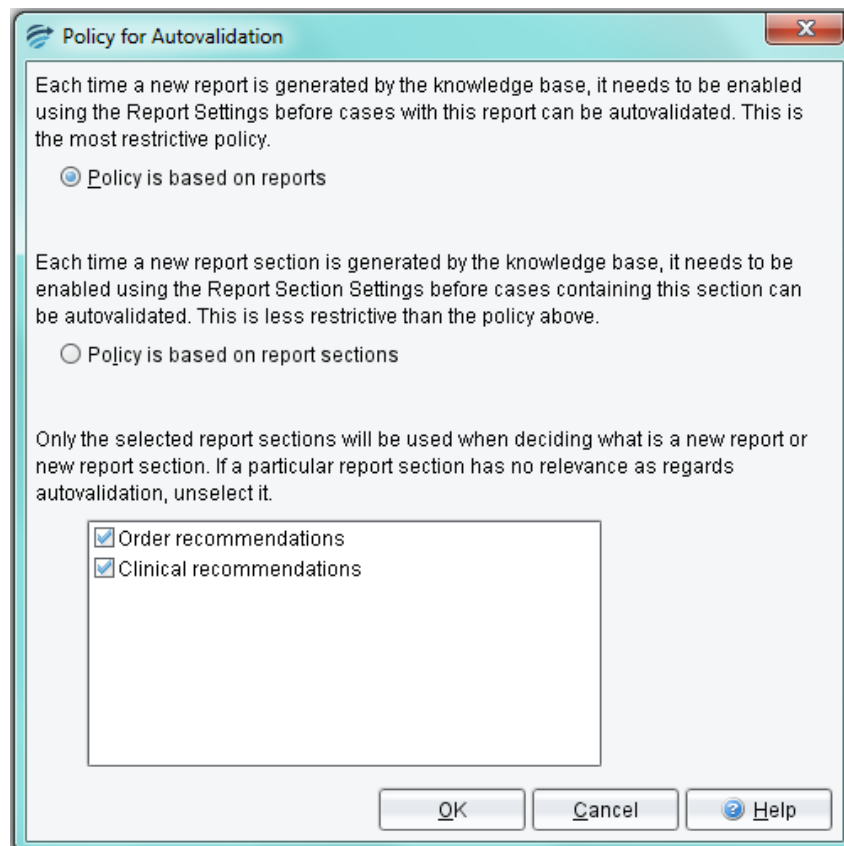 Policy for Autovalidation
Each time a new report is generated by the knowledge base, it needs to be enabled
using the Report Settings before cases with this report can be autovalidated. This is
the most restrictive policy.
Policy is based on reports
Each time a new report section is generated by the knowledge base, it needs to be
enabled using the Report Section Settings before cases containing this section can
be autovalidated. This is less restrictive than the policy above.
Policy is based on report sections
Only the selected report sections will be used when deciding what is a new report or
new report section. If a particular report section has no relevance as regards
autovalidation, unselect it.
Order recommendations
Clinical recommendations
OK Cancel Help